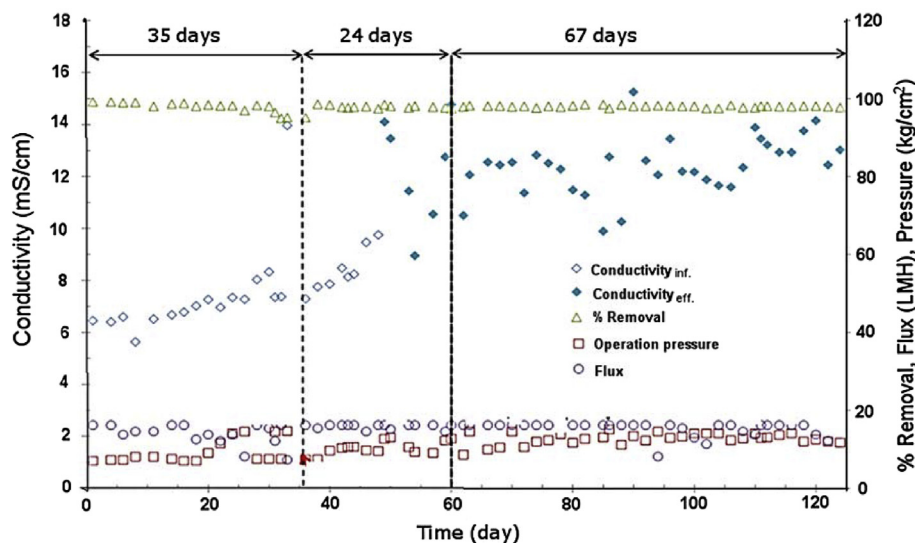 35 days 24 days 67 days
Conductivity (mS/cm)
18
16
14
12
10
8
6
4
2
0
% Removal, Flux (LMH), Pressure (kg/cm2)
120
100
80
60
40
20
0
Conductivity inf.
Conductivity eff.
% Removal
Operation pressure
Flux
0 20 40 60 80 100 120
Time (day)